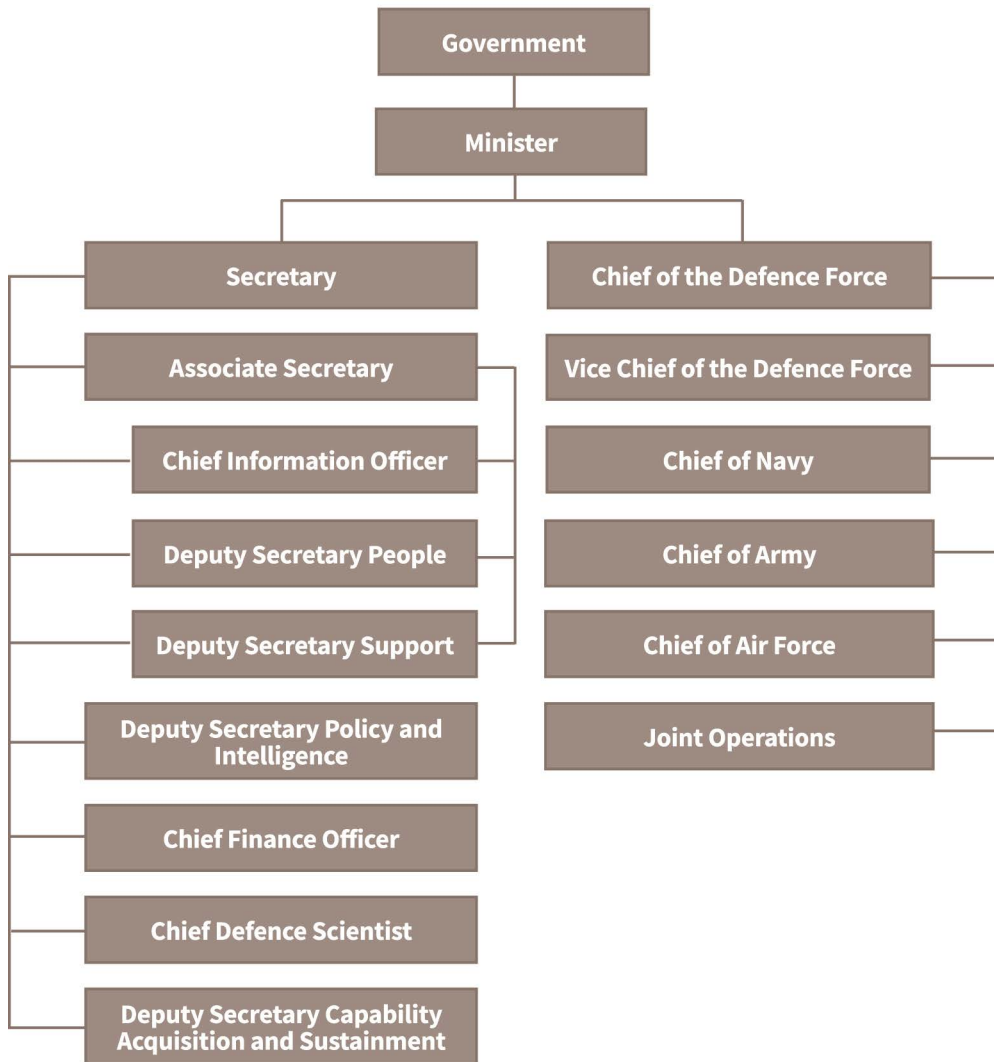 Government
Minister
Secretary
Associate Secretary
Chief Information Officer
Deputy Secretary People
Deputy Secretary Support
Deputy Secretary Policy and
Intelligence
Chief Finance Officer
Chief Defence Scientist
Deputy Secretary Capability
Acquisition and Sustainment
Chief of the Defence Force
Vice Chief of the Defence Force
Chief of Navy
Chief of Army
Chief of Air Force
Joint Operations